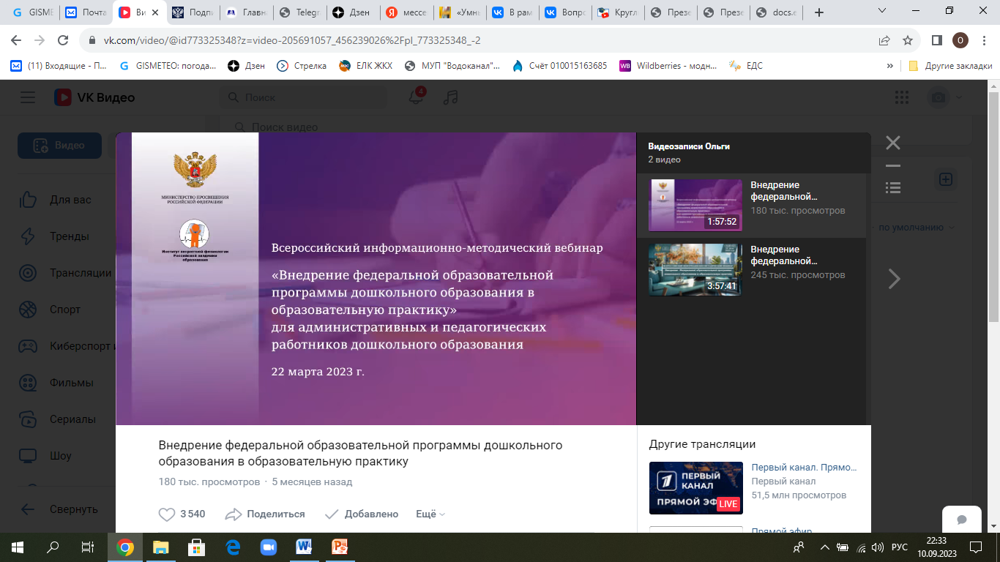 GISME
Почта
Ви
Подпи
Главн
Telegr
Дзен
мессе
«Умны
В рам
Вопро
Кругл
Презе
Презе
docs.e
vk.com/video/@id773325348?z=video-205691057_456239026%2Fpl_773325348_-2
О
(11) Входящие - П...
GISMETEO: погода...
Дзен
Стрелка
ЕЛК ЖКХ
МУП "Водоканал"...
Счёт 010015163685
WB Wildberries - модн...
ЕДС
»
Другие закладки
VK Видео
Поиск
4
Поиск видео
Видео
Для вас
Тренды
Трансляции
Спорт
Киберспорт и
Фильмы
Сериалы
Шоу
Свернуть
МИНИСТЕРСТВО ПРОСВЕЩЕНИЯ
РОССИЙСКОЙ ФЕДЕРАЦИИ
Институт возрастной физиологии
Российской академии
образования
Всероссийский информационно-методический вебинар
«Внедрение федеральной образовательной
программы дошкольного образования в
образовательную практику»
для административных и педагогических
работников дошкольного образования
22 марта 2023 г.
Видеозаписи Ольги
2 видео
1:57:52
Внедрение
федеральной...
180 тыс. просмотров
3:57:41
Внедрение
федеральной...
245 тыс. просмотров
по умолчанию
Внедрение федеральной образовательной программы дошкольного
образования в образовательную практику
180 тыс. просмотров · 5 месяцев назад
3 540
Поделиться
Добавлено
Ещё
Другие трансляции
ПЕРВЫЙ
КАНАЛ
ПРЯМОЙ ЭФ
LIVE
Первый канал. Прямо...
Первый канал
51,5 млн просмотров
Прямой эфир
РУС
22:33
10.09.2023